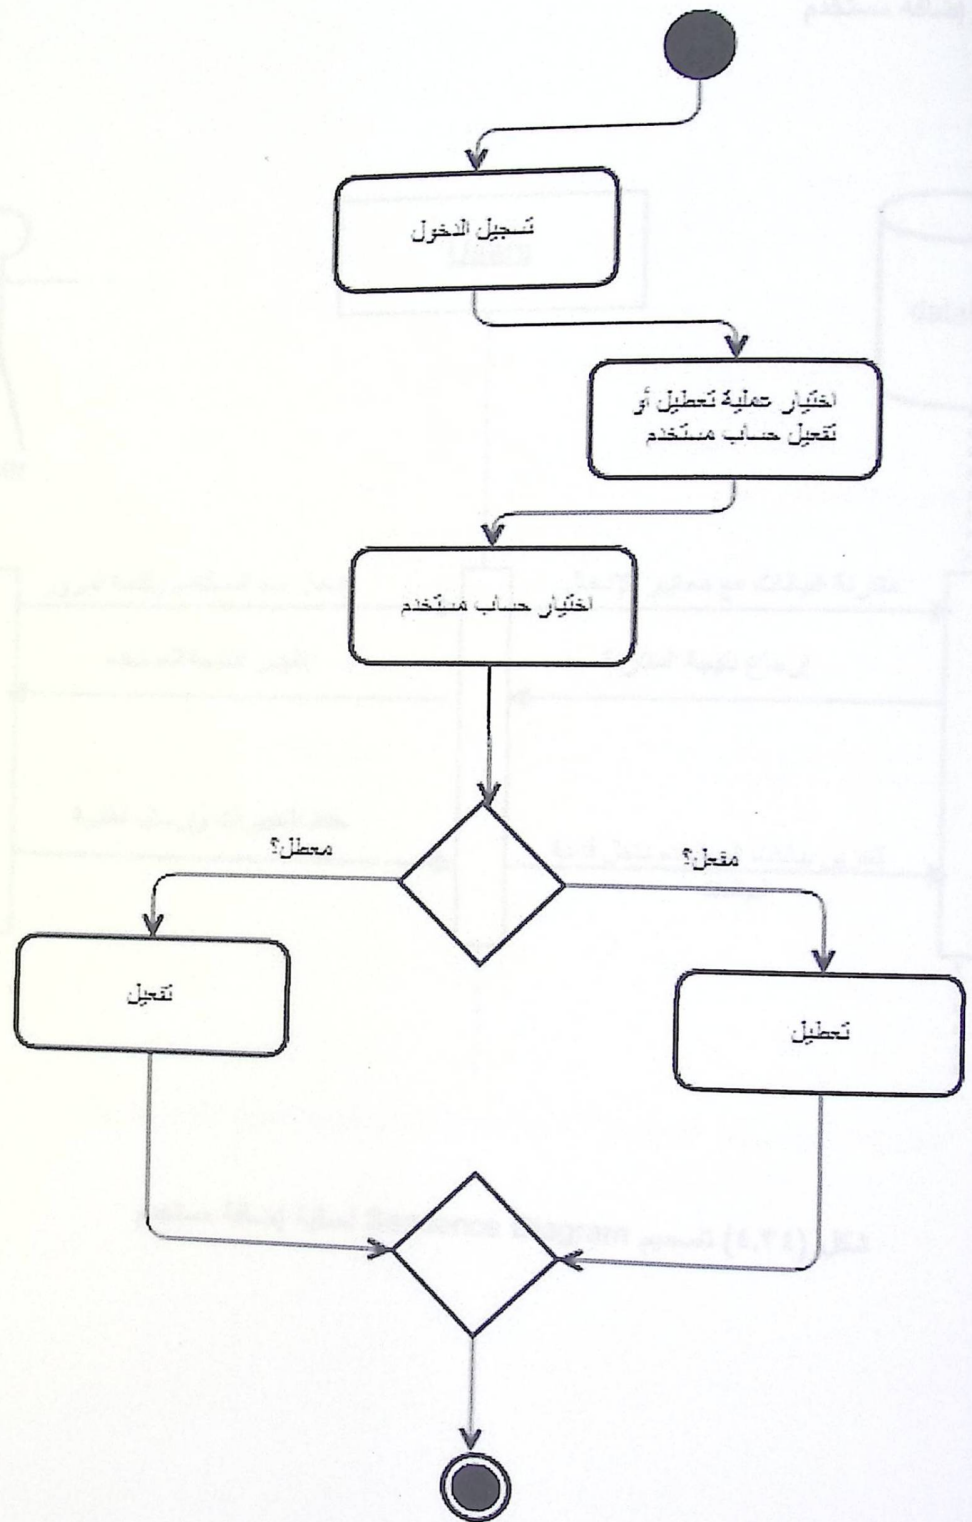 تسجيل الدخول
اختيار عملية تعطيل أو
تفعيل حساب مستخدم
اختيار حساب مستخدم
معطل؟
مفعل؟
تفعيل
تعطيل